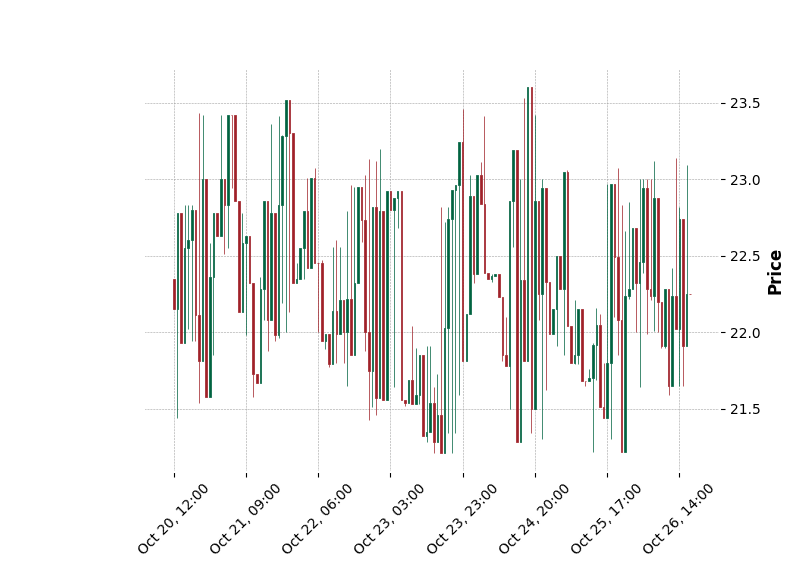 23.5
23.0
22.5
22.0
21.5
Price
Oct 20, 12:00
Oct 21, 09:00
Oct 22, 06:00
Oct 23, 03:00
Oct 23, 23:00
Oct 24, 20:00
Oct 25, 17:00
Oct 26, 14:00